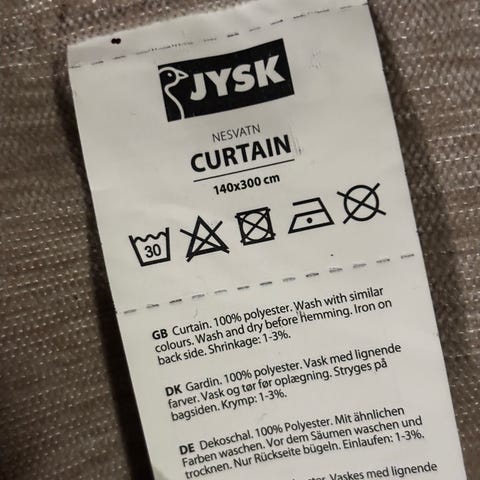 JYSK
NESVATN
CURTAIN
140x300 cm
30
GB Curtain. 100% polyester. Wash with similar
colours. Wash and dry before hemming. Iron on
back side. Shrinkage: 1-3%.
DK Gardin. 100% polyester. Vask med lignende
farver. Vask og tør før oplægning. Stryges på
bagsiden. Krymp: 1-3%.
DE Dekoschal. 100% Polyester. Mit ähnlichen
Farben waschen. Vor dem Säumen waschen und
trocknen. Nur Rückseite bügeln. Einlaufen: 1-3%.
polyester. Vaskes med lignende